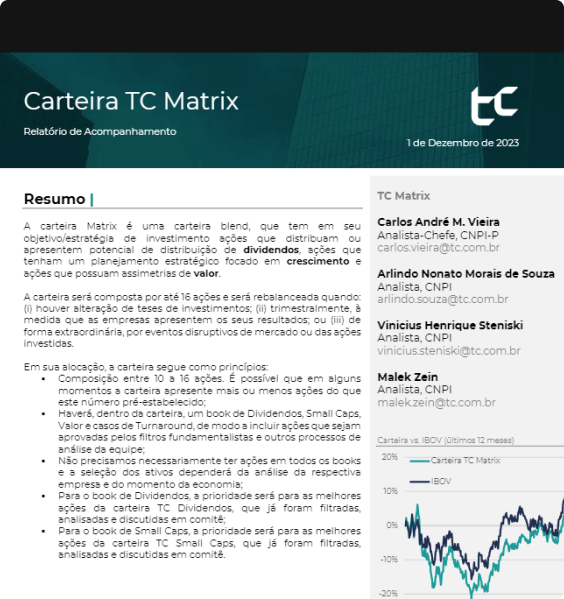 Carteira TC Matrix
Relatório de Acompanhamento
tc
1 de Dezembro de 2023
Resumo |
A carteira Matrix é uma carteira blend, que tem em seu
objetivo/estratégia de investimento ações que distribuam ou
apresentem potencial de distribuição de dividendos, ações que
tenham um planejamento estratégico focado em crescimento e
ações que possuam assimetrias de valor.
A carteira será composta por até 16 ações e será rebalanceada quando:
(i) houver alteração de teses de investimentos; (ii) trimestralmente, à
medida que as empresas apresentem os seus resultados; ou (iii) de
forma extraordinária, por eventos disruptivos de mercado ou das ações
investidas.
Em sua alocação, a carteira segue como princípios:
• Composição entre 10 a 16 ações. É possível que em alguns
momentos a carteira apresente mais ou menos ações do que
este número pré-estabelecido;
• Haverá, dentro da carteira, um book de Dividendos, Small Caps,
Valor e casos de Turnaround, de modo a incluir ações que sejam
aprovadas pelos filtros fundamentalistas e outros processos de
análise da equipe;
• Não precisamos necessariamente ter ações em todos os books
e a seleção dos ativos dependerá da análise da respectiva
empresa e do momento da economia;
• Para o book de Dividendos, a prioridade será para as melhores
ações da carteira TC Dividendos, que já foram filtradas,
analisadas e discutidas em comitê;
• Para o book de Small Caps, a prioridade será para as melhores
ações da carteira TC Small Caps, que já foram filtradas,
analisadas e discutidas em comitê.
TC Matrix
Carlos André M. Vieira
Analista-Chefe, CNPI-P
carlos.vieira@tc.com.br
Arlindo Nonato Morais de Souza
Analista, CNPI
arlindo.souza@tc.com.br
Vinicius Henrique Steniski
Analista, CNPI
vinicius.steniski@tc.com.br
Malek Zein
Analista, CNPI
malek.zein@tc.com.br
Carteira vs. IBOV (últimos 12 meses)
20%
Carteira TC Matrix
IBOV
10%
0%
-10%
-20%